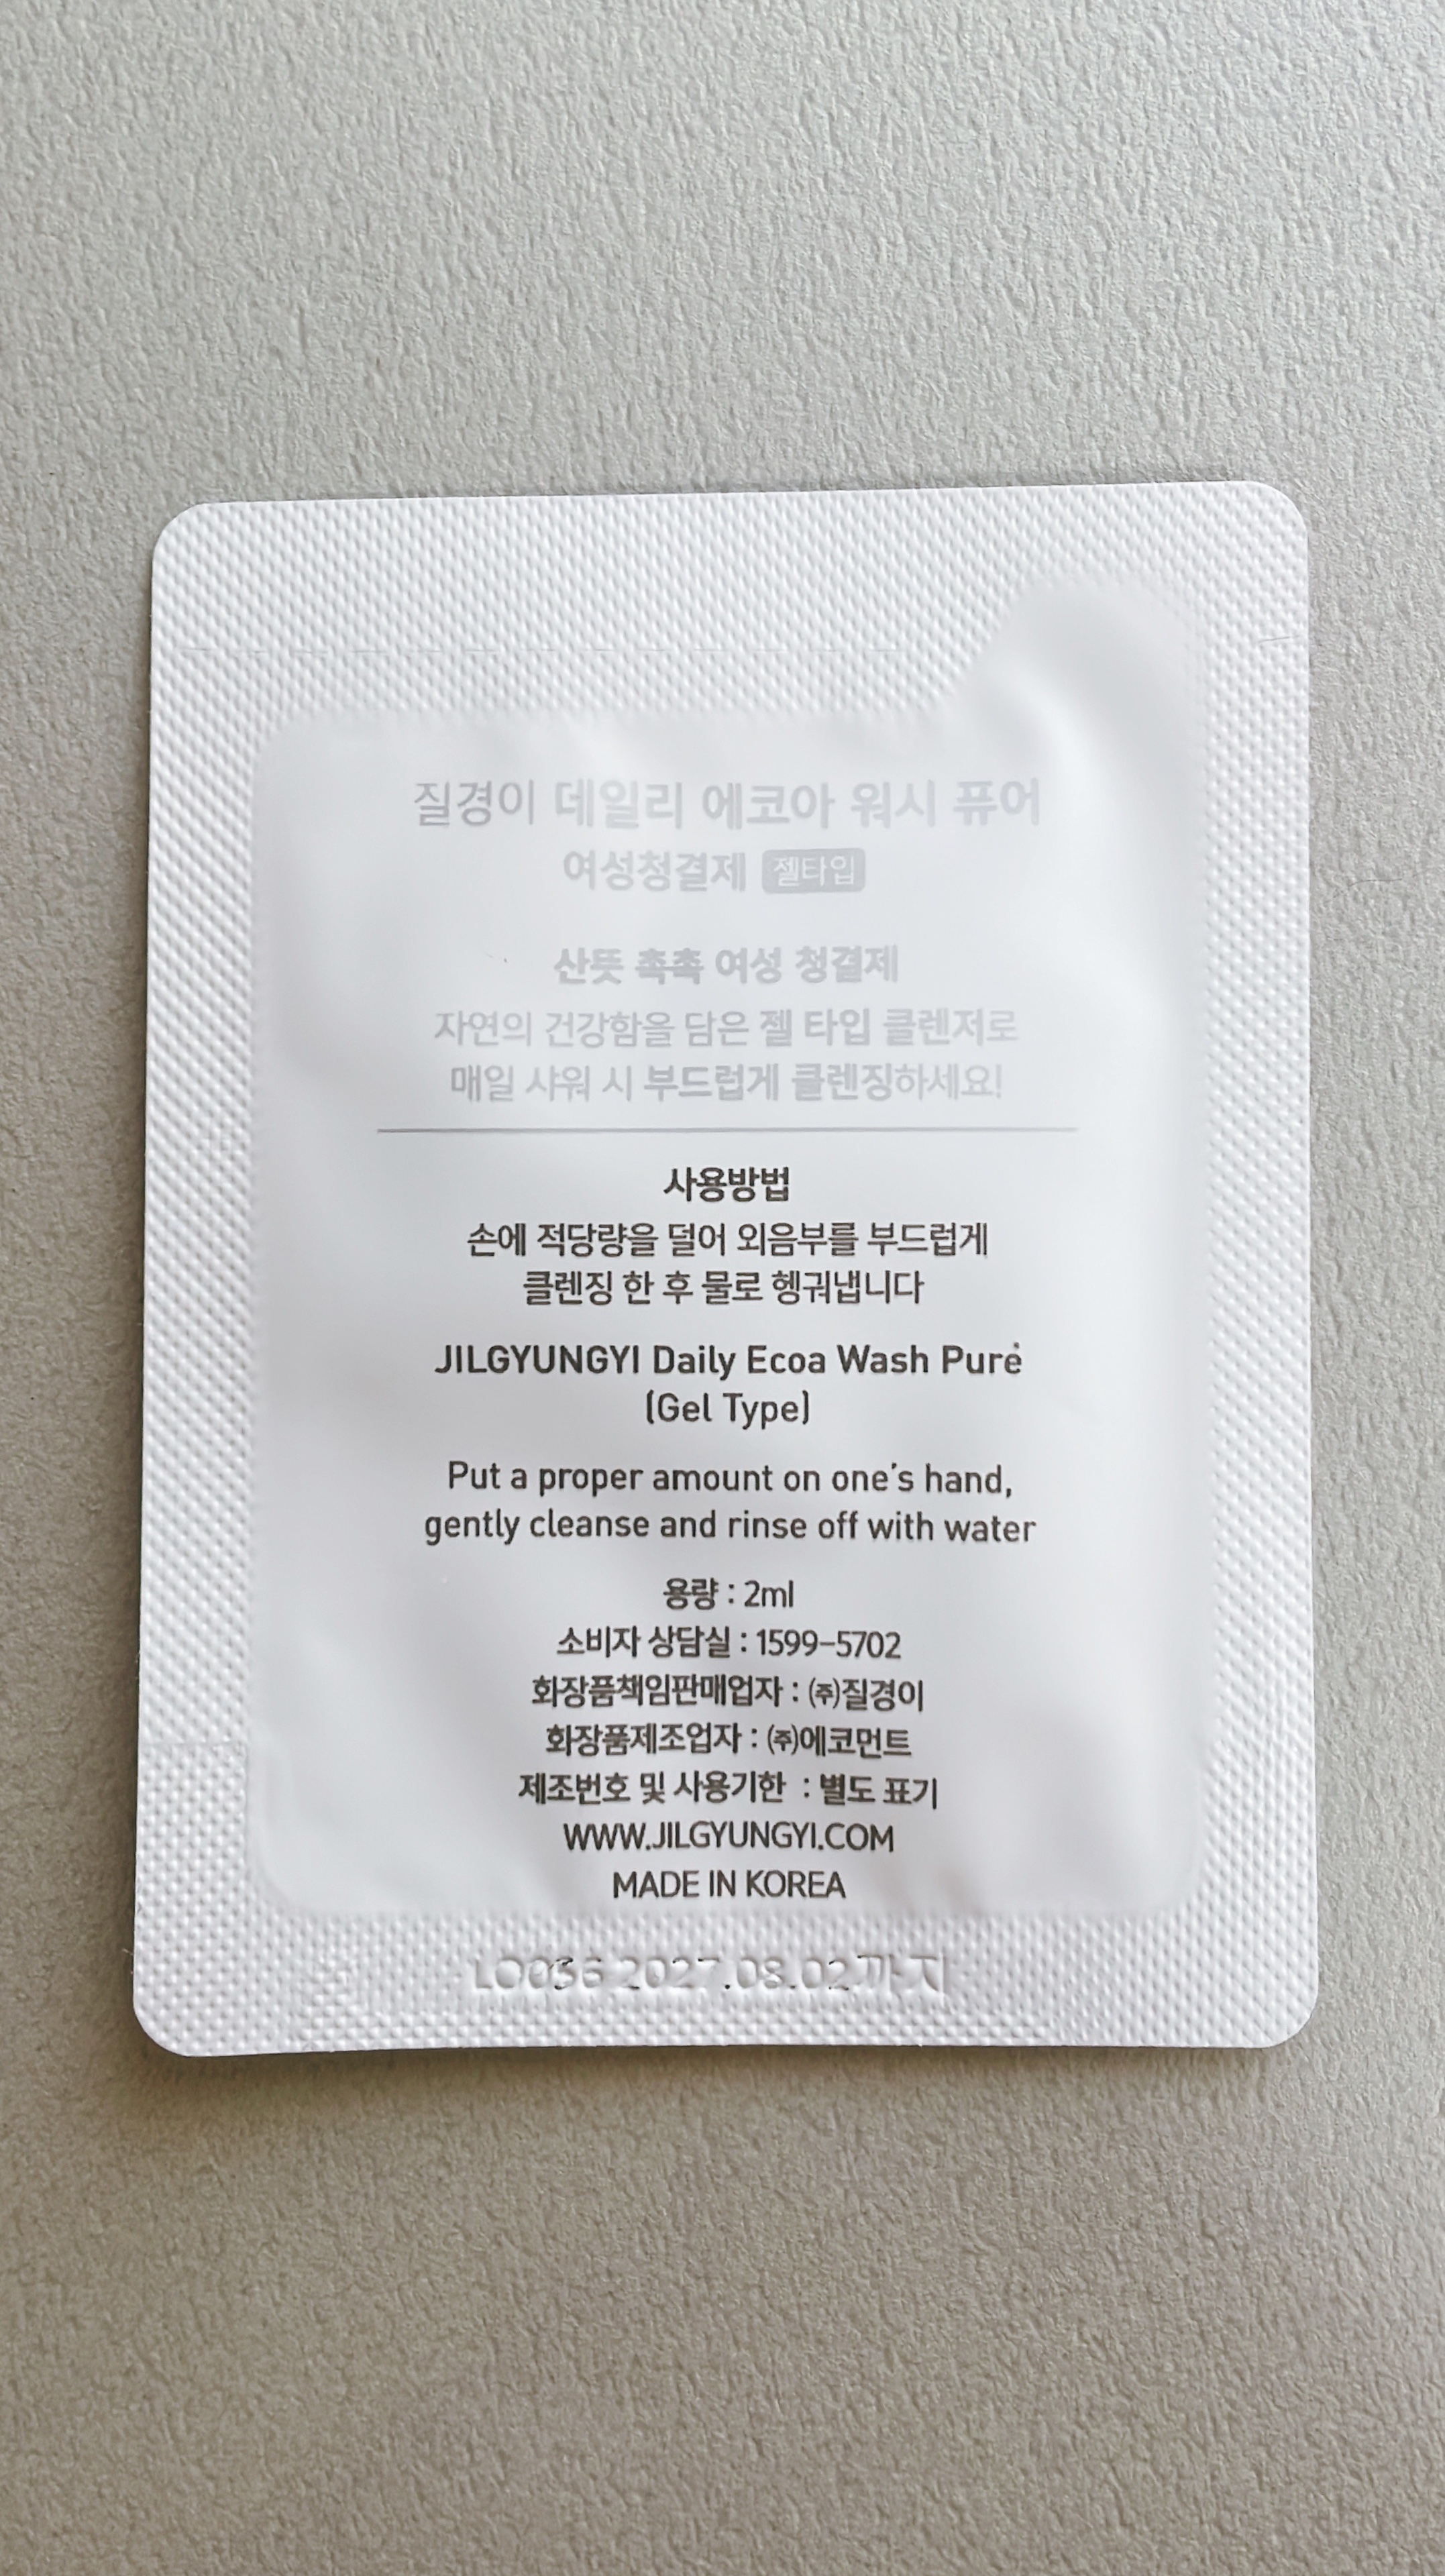 질경이 데일리 에코아 워시 퓨어
여성청결제 젤타입
산뜻 촉촉 여성 청결제
자연의 건강함을 담은 젤 타입 클렌저로
매일 샤워 시 부드럽게 클렌징하세요!
사용방법
손에 적당량을 덜어 외음부를 부드럽게
클렌징 한 후 물로 헹궈냅니다
JILGYUNGYI Daily Ecoa Wash Pure
(Gel Type)
Put a proper amount on one's hand,
gently cleanse and rinse off with water
용량 : 2ml
소비자 상담실 : 1599-5702
화장품책임판매업자 : ㈜질경이
화장품제조업자 : ㈜에코먼트
제조번호 및 사용기한 : 별도 표기
WWW.JILGYUNGYI.COM
MADE IN KOREA
2027.08.02까지